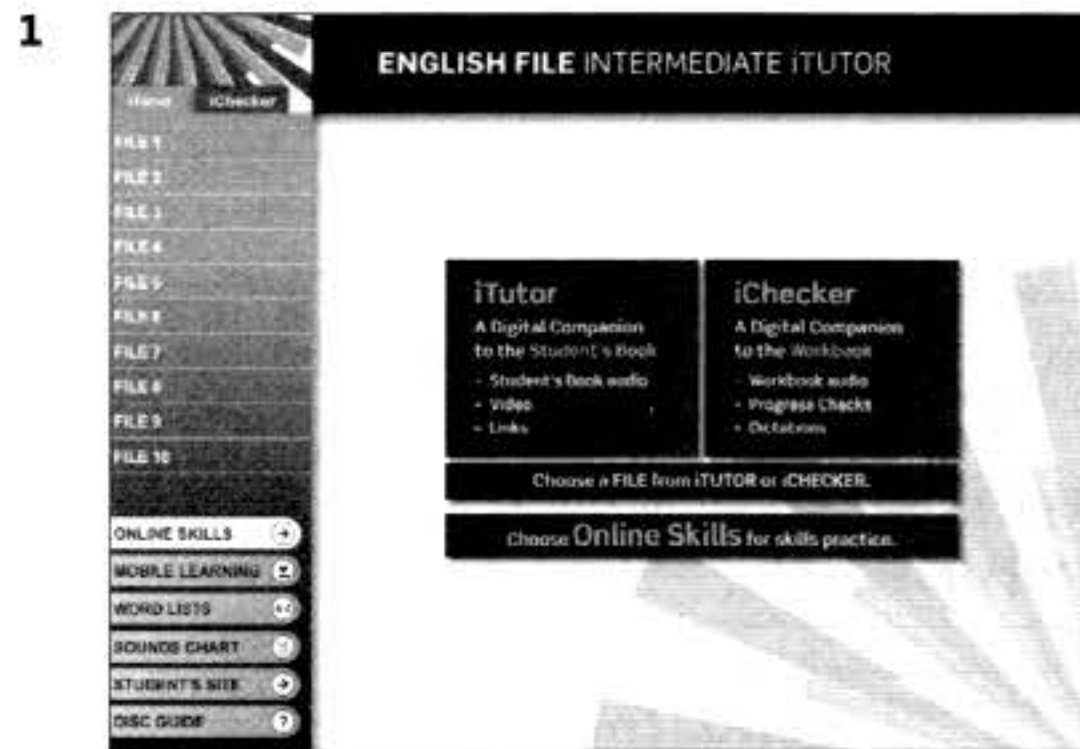 1
ENGLISH FILE INTERMEDIATE iTUTOR
iTutor iChecker
FILE 1
FILE 2
FILE 3
FILE 4
FILE 5
FILE 6
FILE 7
FILE 8
FILE 9
FILE 10
ONLINE SKILLS
MOBILE LEARNING
WORD LISTS
SOUNDS CHART
STUDENT'S SITE
DISC GUIDE ?
iTutor
A Digital Companion
to the Student's Book
- Student's Book audio
- Video
- Links
iChecker
A Digital Companion
to the Workbook
- Workbook audio
- Progress Checks
- Dictations
Choose a FILE from iTUTOR or iCHECKER.
Choose Online Skills for skills practice.